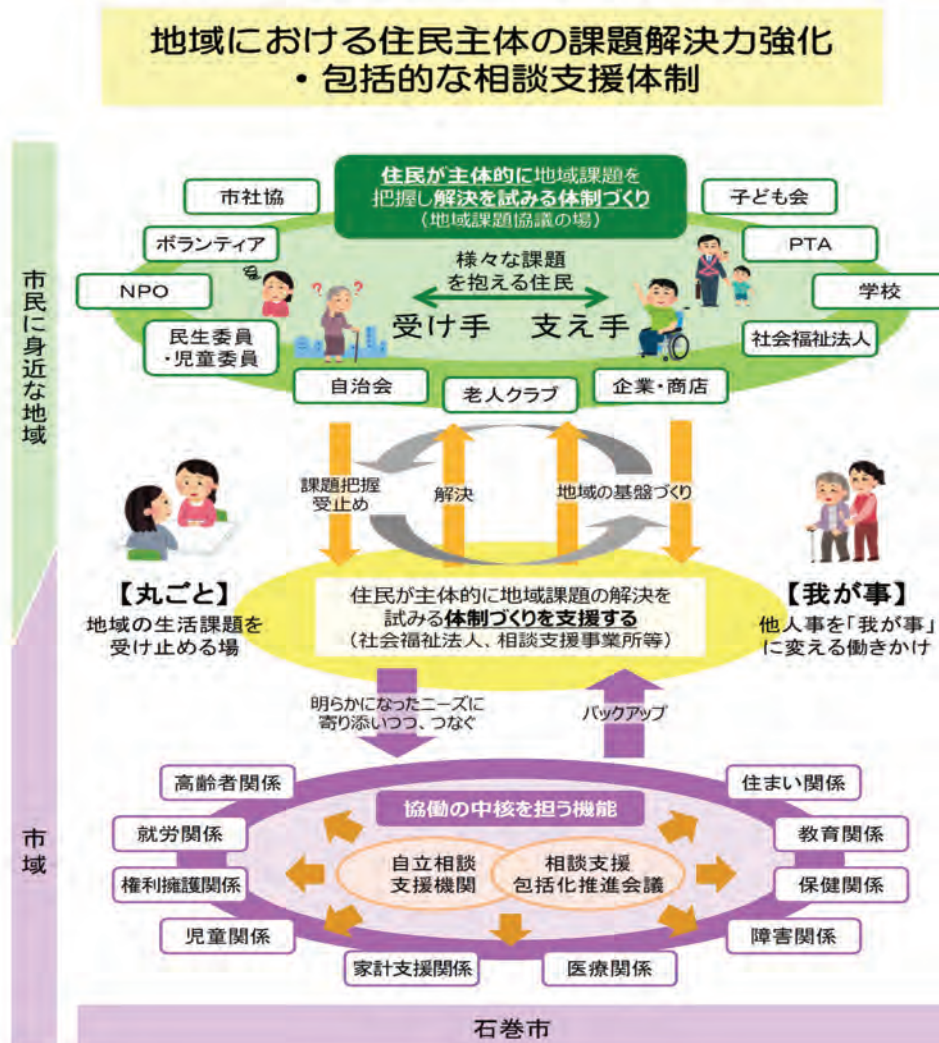 地域における住民主体の課題解決力強化
・包括的な相談支援体制
市民に身近な地域
住民が主体的に地域課題を
把握し解決を試みる体制づくり
（地域課題協議の場）
市社協
ボランティア
NPO
民生委員
・児童委員
自治会
老人クラブ
企業・商店
社会福祉法人
学校
PTA
子ども会
様々な課題
を抱える住民
受け手
支え手
? ?
課題把握
受止め
解決
地域の基盤づくり
【丸ごと】
地域の生活課題を
受け止める場
住民が主体的に地域課題の解決を
試みる体制づくりを支援する
（社会福祉法人、相談支援事業所等）
【我が事】
他人事を「我が事」
に変える働きかけ
明らかになったニーズに
寄り添いつつ、つなぐ
バックアップ
市域
協働の中核を担う機能
自立相談
支援機関
相談支援
包括化推進会議
高齢者関係
就労関係
権利擁護関係
児童関係
家計支援関係
医療関係
障害関係
保健関係
教育関係
住まい関係
石巻市